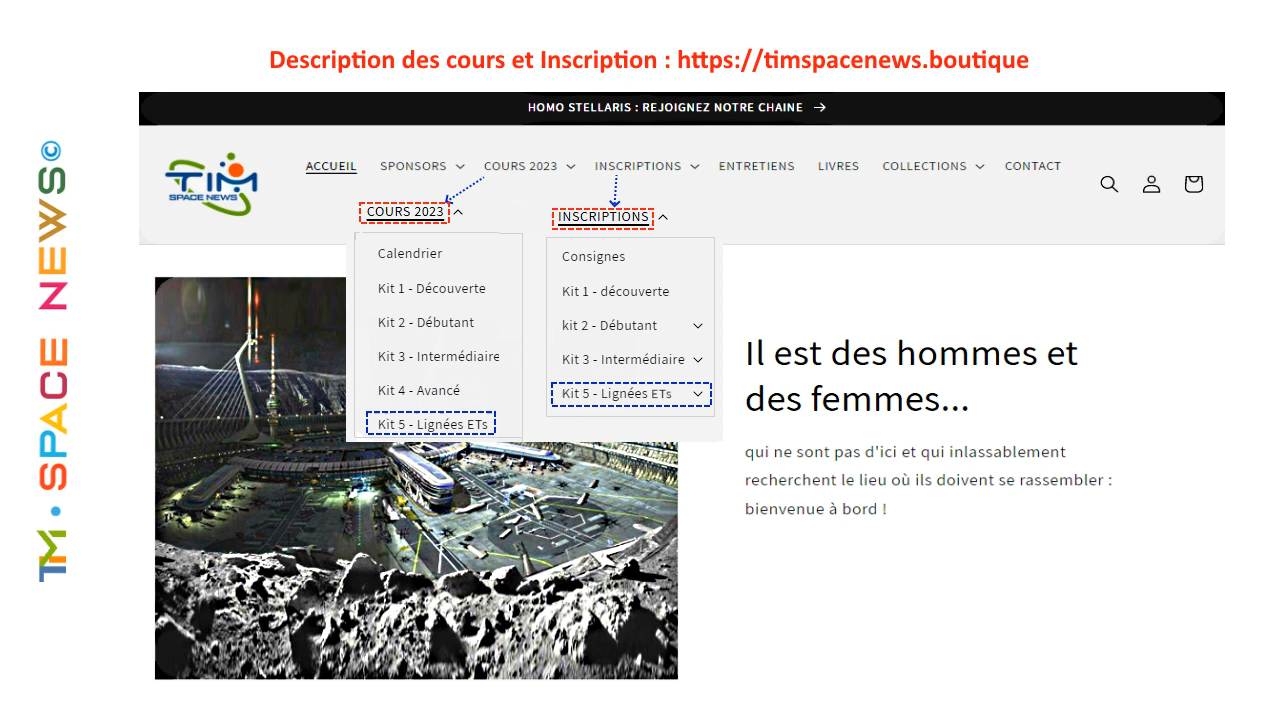 Description des cours et Inscription : https://timspacenews.boutique
HOMO STELLARIS : REJOIGNEZ NOTRE CHAINE →
TIM
SPACE NEWS
ACCUEIL SPONSORS COURS 2023 INSCRIPTIONS ENTRETIENS LIVRES COLLECTIONS CONTACT
COURS 2023
Calendrier
Kit 1 - Découverte
Kit 2 - Débutant
Kit 3 - Intermédiaire
Kit 4 - Avancé
Kit 5 - Lignées ETs
INSCRIPTIONS
Consignes
Kit 1 - découverte
kit 2 - Débutant
Kit 3 - Intermédiaire
Kit 5 - Lignées ETs
Il est des hommes et
des femmes...
qui ne sont pas d'ici et qui inlassablement
recherchent le lieu où ils doivent se rassembler :
bienvenue à bord !
TIM • SPACE NEWS©